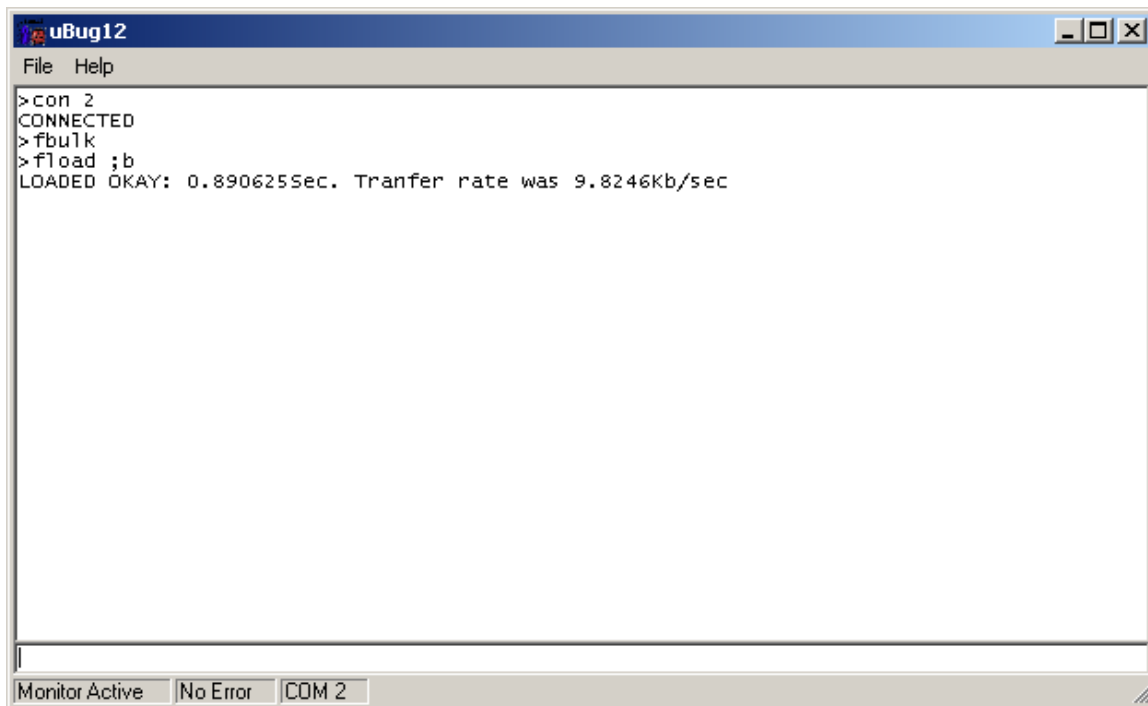 uBug12
File Help
>con 2
CONNECTED
>fbulk
>fload ;b
LOADED OKAY: 0.890625Sec. Tranfer rate was 9.8246Kb/sec
Monitor Active No Error COM 2